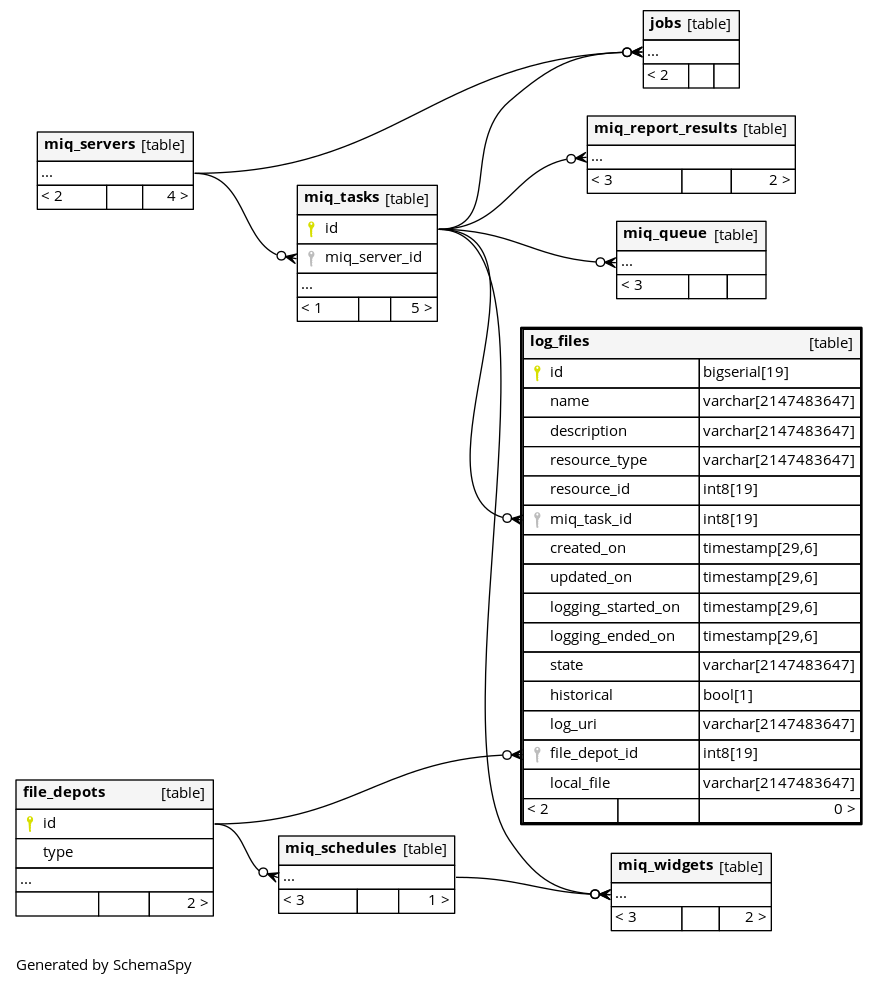 jobs [table]
...
< 2
miq_servers [table]
...
< 2 4 >
miq_report_results [table]
...
< 3 2 >
miq_tasks [table]
id
miq_server_id
...
< 1 5 >
miq_queue [table]
...
< 3
log_files [table]
id bigserial[19]
name varchar[2147483647]
description varchar[2147483647]
resource_type varchar[2147483647]
resource_id int8[19]
miq_task_id int8[19]
created_on timestamp[29,6]
updated_on timestamp[29,6]
logging_started_on timestamp[29,6]
logging_ended_on timestamp[29,6]
state varchar[2147483647]
historical bool[1]
log_uri varchar[2147483647]
file_depot_id int8[19]
local_file varchar[2147483647]
< 2 0 >
file_depots [table]
id
type
...
2 >
miq_schedules [table]
...
< 3 1 >
miq_widgets [table]
...
< 3 2 >
Generated by SchemaSpy